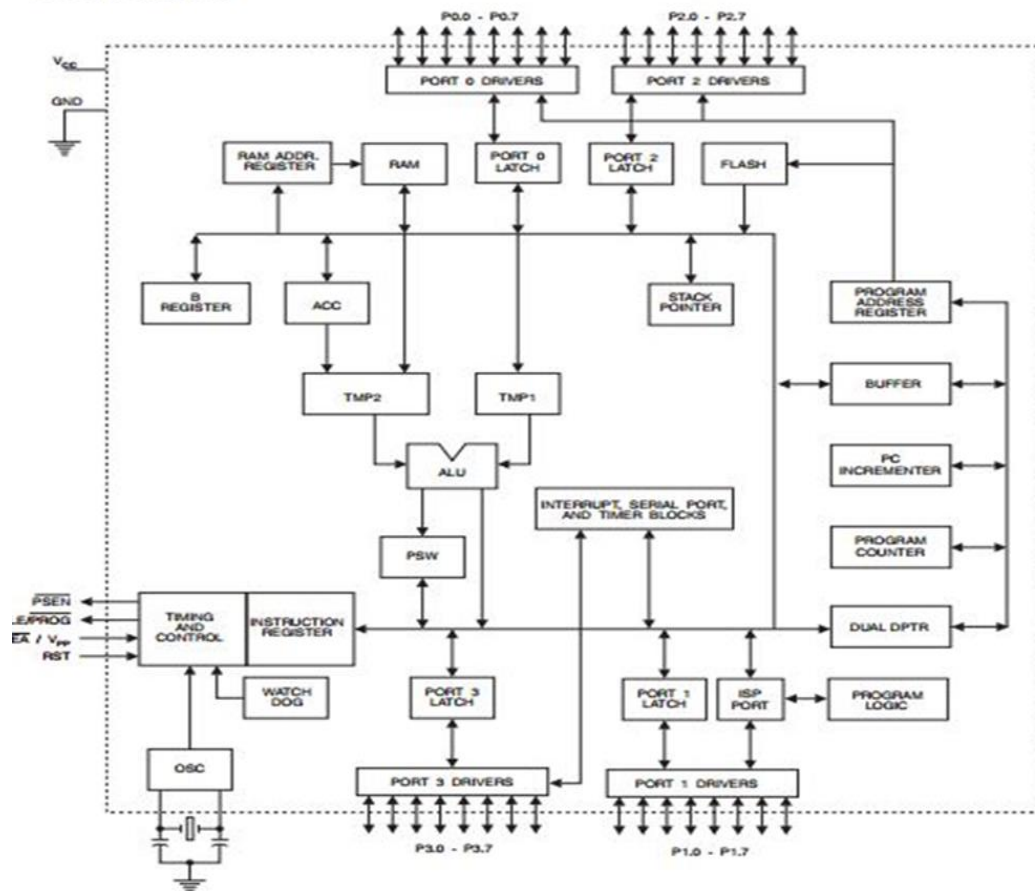 P0.0 - P0.7
P2.0 - P2.7
VCC
PORT 0 DRIVERS
PORT 2 DRIVERS
GND
RAM ADDR.
REGISTER
RAM
PORT 0
LATCH
PORT 2
LATCH
FLASH
B
REGISTER
ACC
STACK
POINTER
PROGRAM
ADDRESS
REGISTER
TMP2
TMP1
BUFFER
ALU
PC
INCREMENTER
INTERRUPT, SERIAL PORT,
AND TIMER BLOCKS
PSW
PROGRAM
COUNTER
PSEN
LE/PROG
EA / VPP
RST
TIMING
AND
CONTROL
INSTRUCTION
REGISTER
DUAL DPTR
WATCH
DOG
PORT 3
LATCH
PORT 1
LATCH
ISP
PORT
PROGRAM
LOGIC
OSC
PORT 3 DRIVERS
PORT 1 DRIVERS
P3.0 - P3.7
P1.0 - P1.7